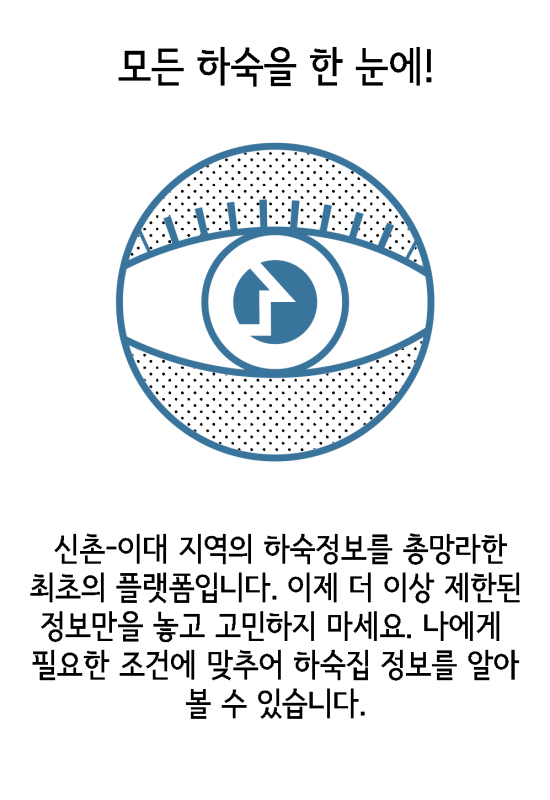 모든 하숙을 한 눈에!
신촌-이대 지역의 하숙정보를 총망라한
최초의 플랫폼입니다. 이제 더 이상 제한된
정보만을 놓고 고민하지 마세요. 나에게
필요한 조건에 맞추어 하숙집 정보를 알아
볼 수 있습니다.